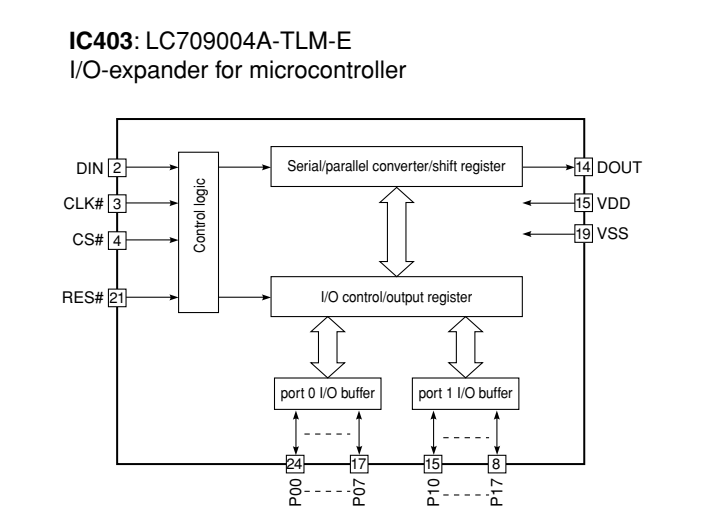 IC403: LC709004A-TLM-E
I/O-expander for microcontroller
DIN 2
CLK# 3
CS# 4
RES# 21
Control logic
Serial/parallel converter/shift register
14 DOUT
15 VDD
19 VSS
I/O control/output register
port 0 I/O buffer
port 1 I/O buffer
24 17 15 8
P00 P07 P10 P17